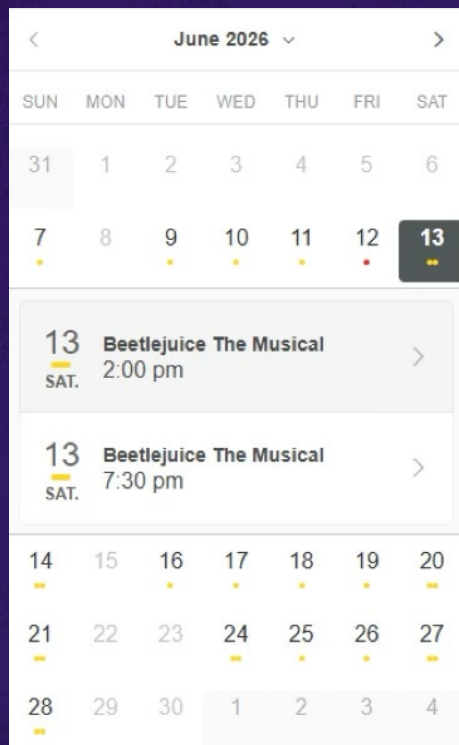 June 2026
SUN MON TUE WED THU FRI SAT
31 1 2 3 4 5 6
7 8 9 10 11 12 13
13 Beetlejuice The Musical
SAT. 2:00 pm
13 Beetlejuice The Musical
SAT. 7:30 pm
14 15 16 17 18 19 20
21 22 23 24 25 26 27
28 29 30 1 2 3 4